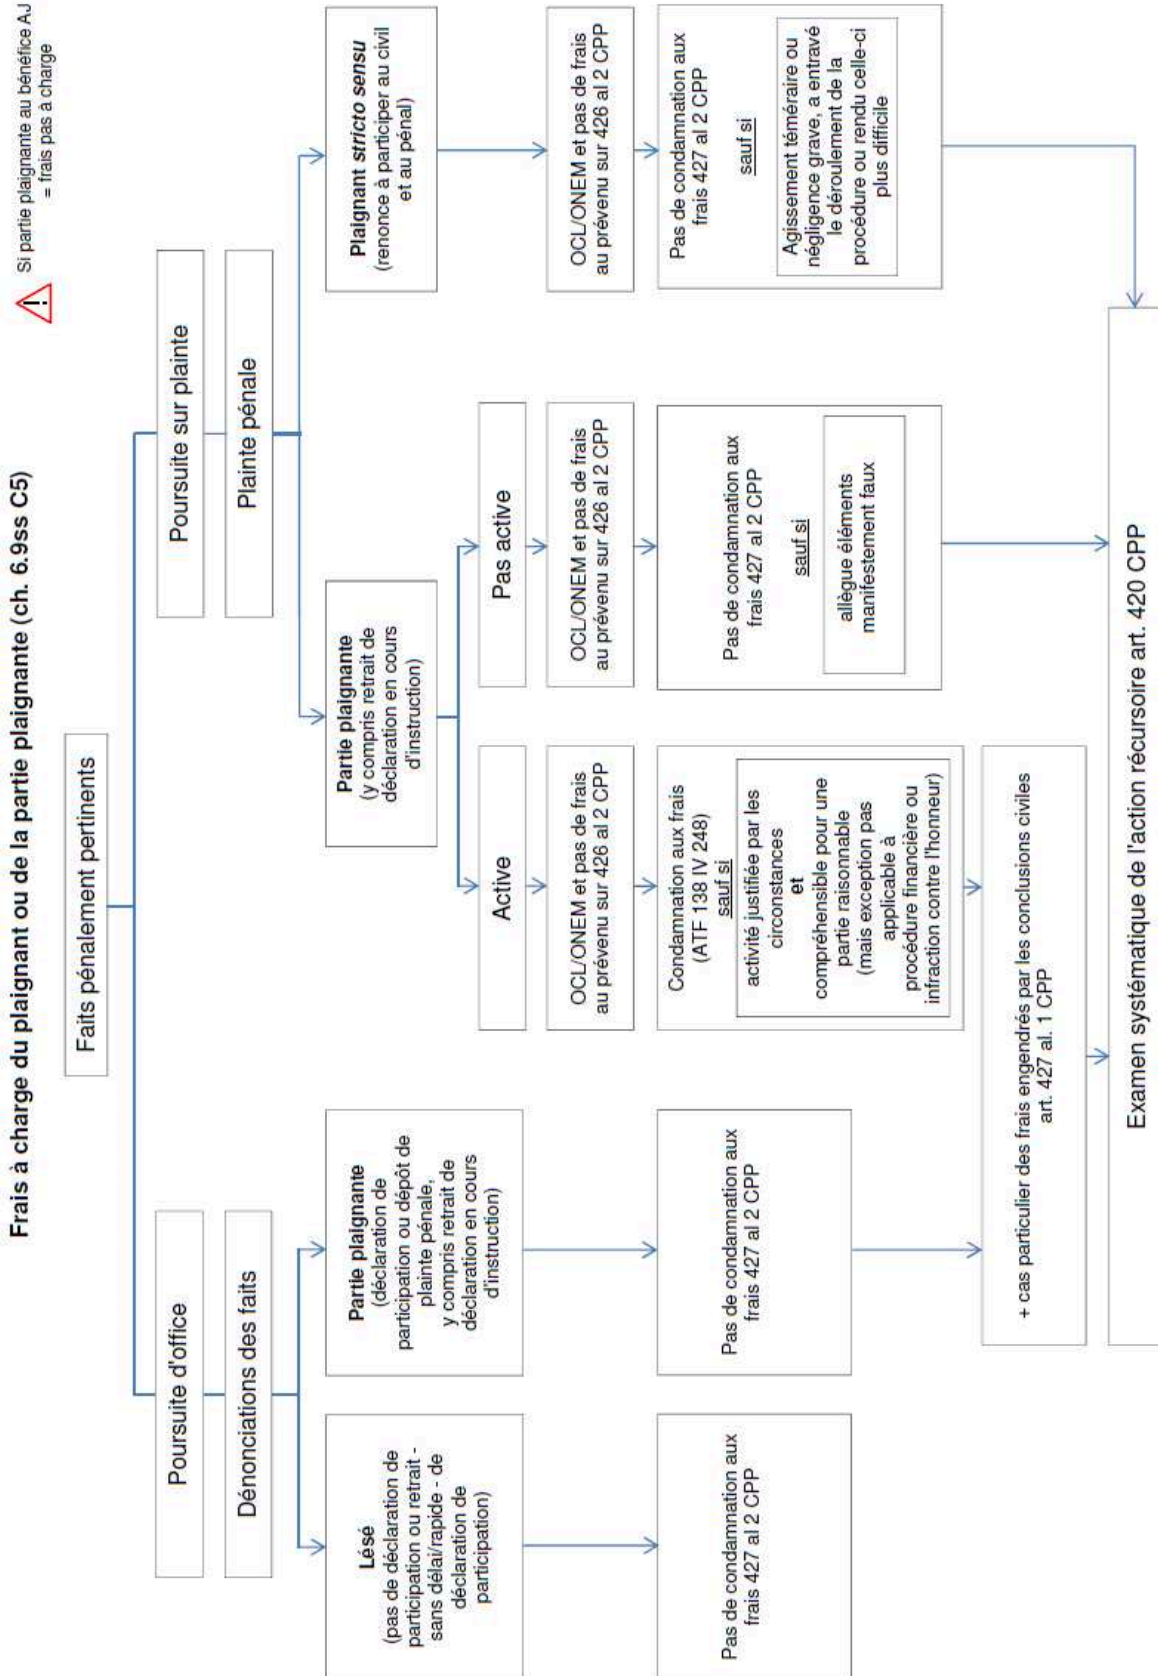 Frais à charge du plaignant ou de la partie plaignante (ch. 6.9ss C5)
Si partie plaignante au bénéfice AJ
= frais pas à charge
Faits pénalement pertinents
Poursuite d'office
Poursuite sur plainte
Dénonciations des faits
Plainte pénale
Lésé
(pas de déclaration de
participation ou retrait -
sans délai/rapide - de
déclaration de
participation)
Partie plaignante
(déclaration de
participation ou dépôt de
plainte pénale,
y compris retrait de
déclaration en cours
d'instruction)
Partie plaignante
(y compris retrait de
déclaration en cours
d'instruction)
Plaignant stricto sensu
(renonce à participer au civil
et au pénal)
Active
Pas active
OCL/ONEM et pas de frais
au prévenu sur 426 al 2 CPP
OCL/ONEM et pas de frais
au prévenu sur 426 al 2 CPP
OCL/ONEM et pas de frais
au prévenu sur 426 al 2 CPP
Pas de condamnation aux
frais 427 al 2 CPP
Pas de condamnation aux
frais 427 al 2 CPP
Condamnation aux frais
(ATF 138 IV 248)
sauf si
activité justifiée par les
circonstances
et
compréhensible pour une
partie raisonnable
(mais exception pas
applicable à
procédure financière ou
infraction contre l'honneur)
Pas de condamnation aux
frais 427 al 2 CPP
sauf si
allègue éléments
manifestement faux
Pas de condamnation aux
frais 427 al 2 CPP
sauf si
Agissement téméraire ou
négligence grave, a entravé
le déroulement de la
procédure ou rendu celle-ci
plus difficile
+ cas particulier des frais engendrés par les conclusions civiles
art. 427 al. 1 CPP
Examen systématique de l'action récursoire art. 420 CPP